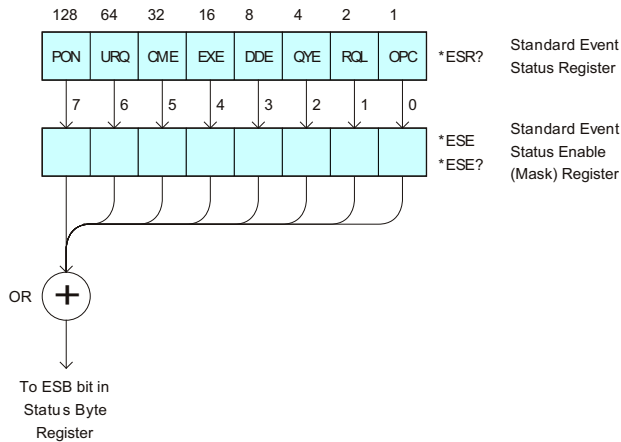 128 64 32 16 8 4 2 1
PON URQ CME EXE DDE QYE RQL OPC
*ESR?
Standard Event
Status Register
7 6 5 4 3 2 1 0
*ESE
*ESE?
Standard Event
Status Enable
(Mask) Register
OR
+
To ESB bit in
Status Byte
Register